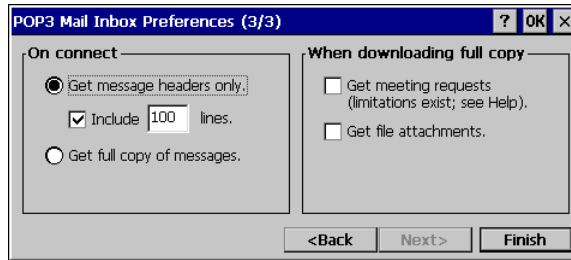 POP3 Mail Inbox Preferences (3/3) ? OK ×
On connect
Get message headers only.
Include 100 lines.
Get full copy of messages.
When downloading full copy
Get meeting requests
(limitations exist; see Help).
Get file attachments.
<Back Next> Finish